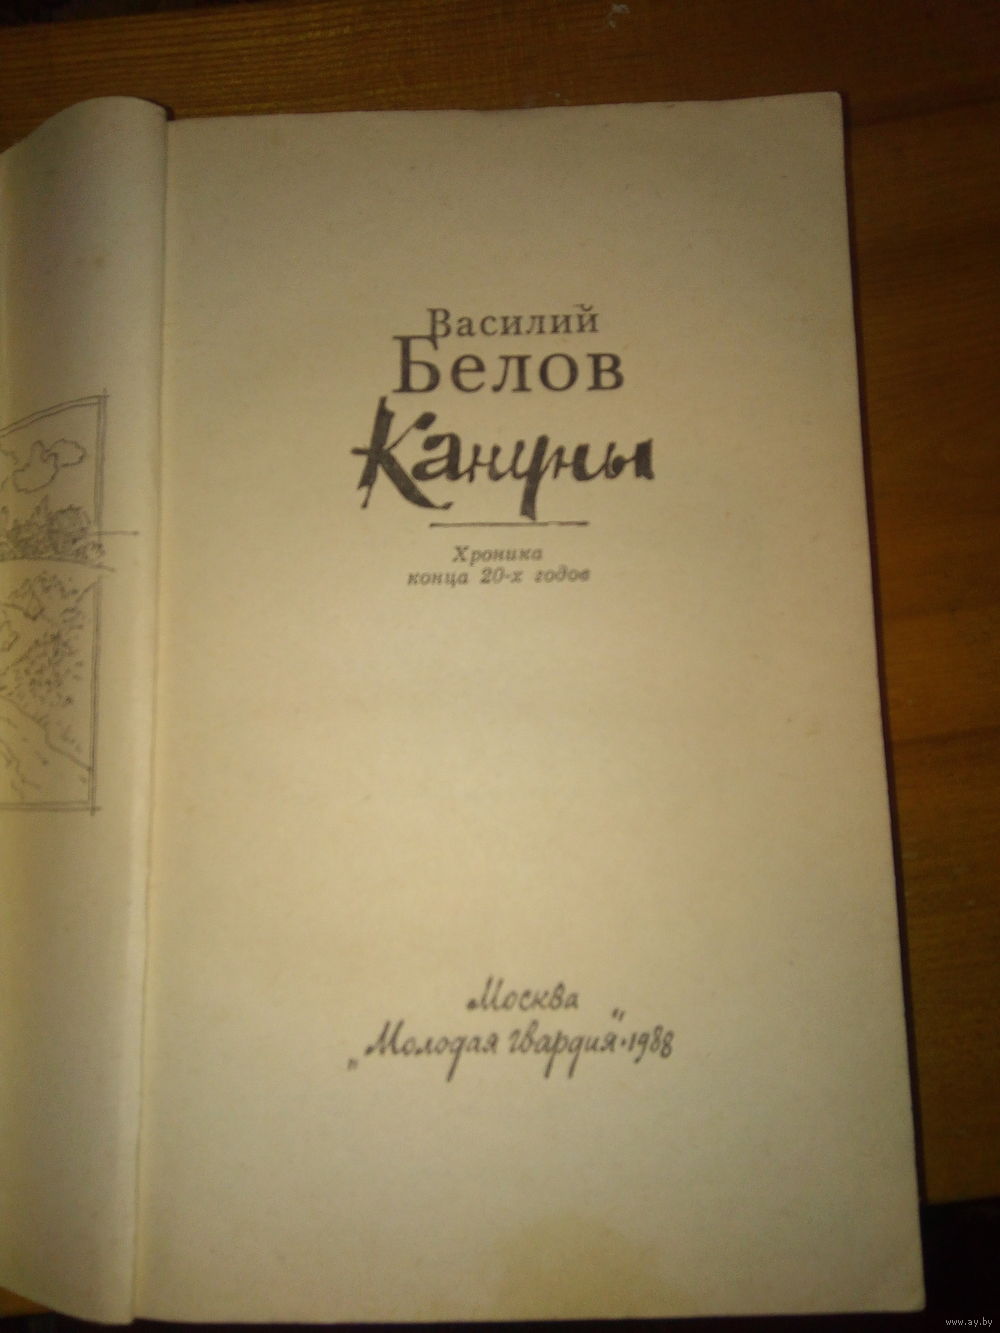 Василий
Белов
Кануны
Хроника
конца 20-х годов
Москва
„Молодая гвардия“·1988
www.ay.by